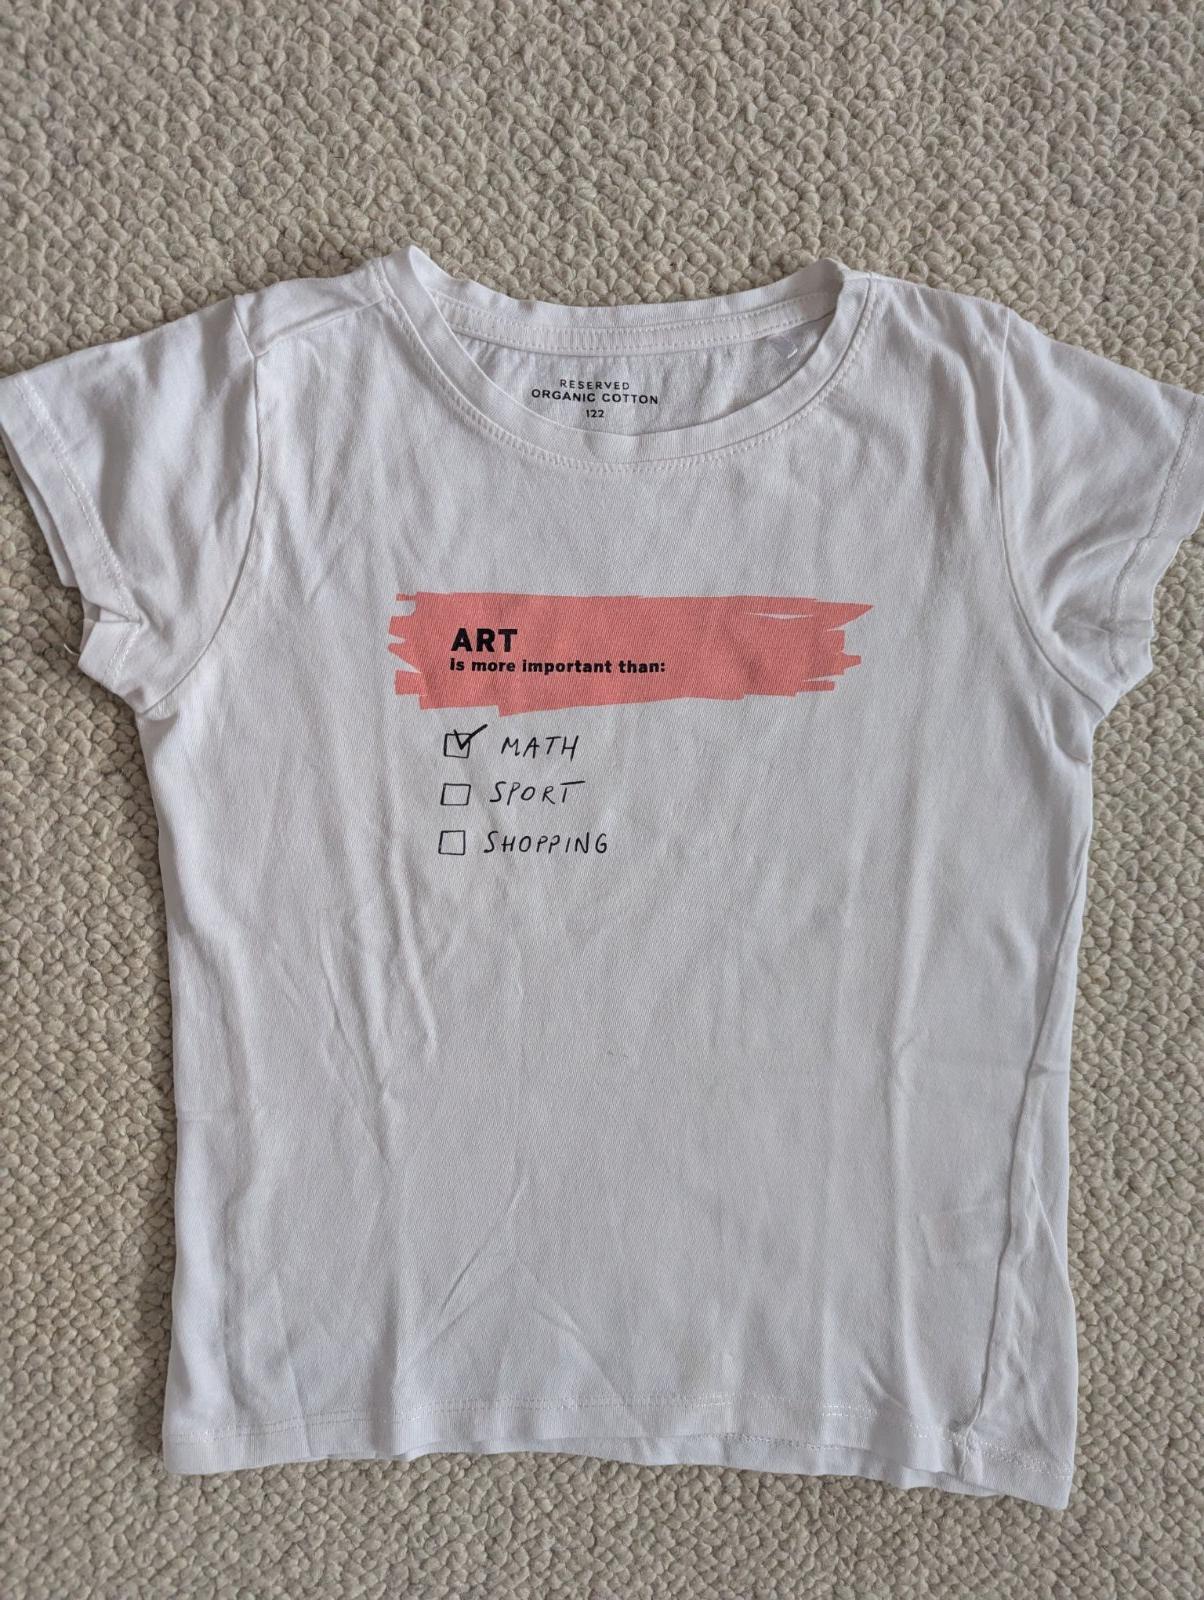 RESERVED
ORGANIC COTTON
122
ART
is more important than:
MATH
SPORT
SHOPPING